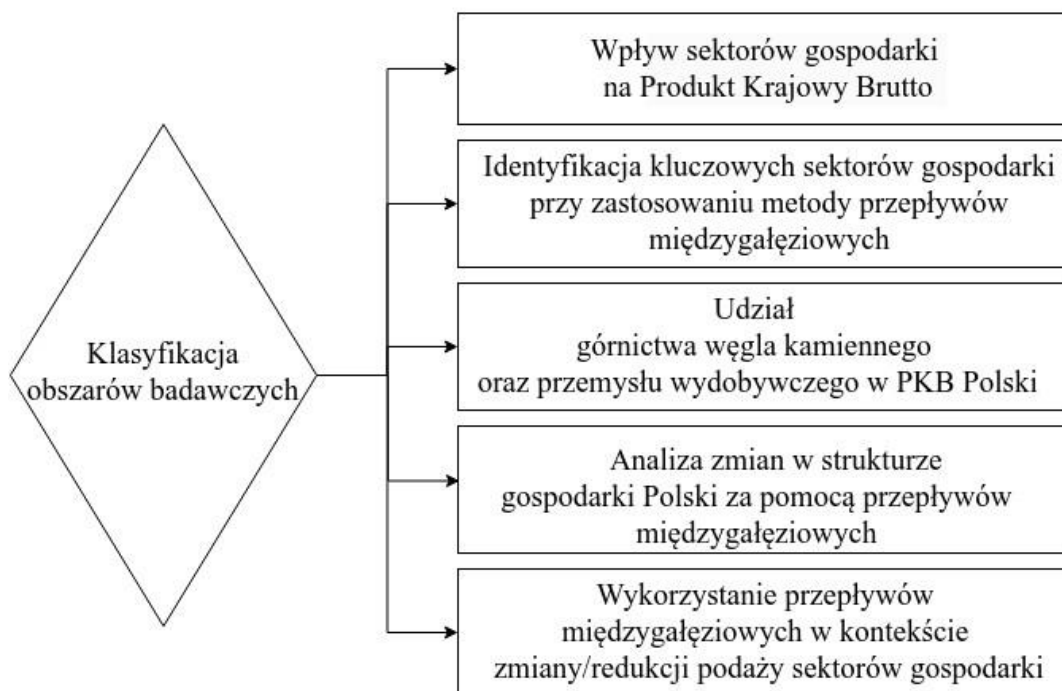 Wpływ sektorów gospodarki
na Produkt Krajowy Brutto
Identyfikacja kluczowych sektorów gospodarki
przy zastosowaniu metody przepływów
międzygałęziowych
Klasyfikacja
obszarów badawczych
Udział
górnictwa węgla kamiennego
oraz przemysłu wydobywczego w PKB Polski
Analiza zmian w strukturze
gospodarki Polski za pomocą przepływów
międzygałęziowych
Wykorzystanie przepływów
międzygałęziowych w kontekście
zmiany/redukcji podaży sektorów gospodarki